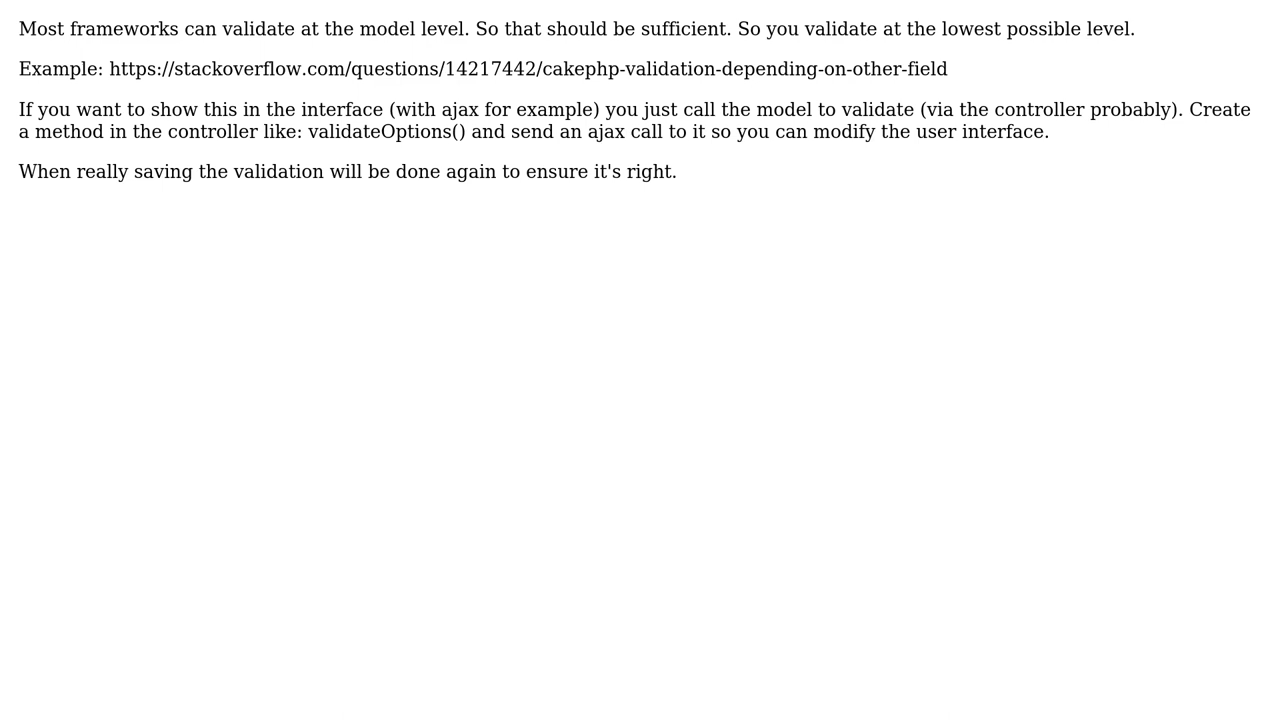 Most frameworks can validate at the model level. So that should be sufficient. So you validate at the lowest possible level.
Example: https://stackoverflow.com/questions/14217442/cakephp-validation-depending-on-other-field
If you want to show this in the interface (with ajax for example) you just call the model to validate (via the controller probably). Create
a method in the controller like: validateOptions() and send an ajax call to it so you can modify the user interface.
When really saving the validation will be done again to ensure it's right.